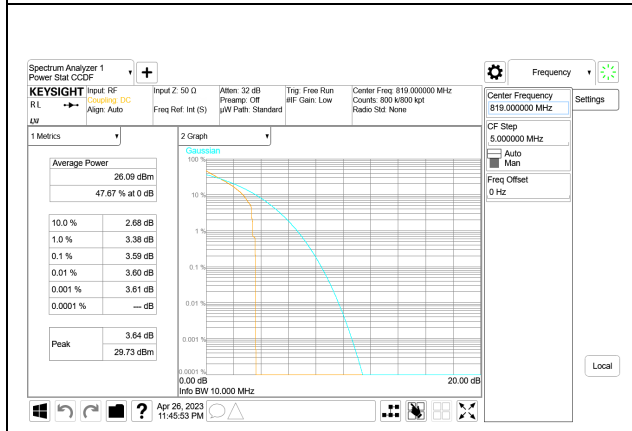 Spectrum Analyzer 1
Power Stat CCDF
Frequency
KEYSIGHT
RL
LXI
Input: RF
Coupling: DC
Align: Auto
Input Z: 50 Ω
Freq Ref: Int (S)
Atten: 32 dB
Preamp: Off
µW Path: Standard
Trig: Free Run
#IF Gain: Low
Center Freq: 819.000000 MHz
Counts: 800 k/800 kpt
Radio Std: None
Center Frequency
819.000000 MHz
Settings
CF Step
5.000000 MHz
Auto
Man
Freq Offset
0 Hz
Local
1 Metrics
Average Power
26.09 dBm
47.67 % at 0 dB
10.0 % 2.68 dB
1.0 % 3.38 dB
0.1 % 3.59 dB
0.01 % 3.60 dB
0.001 % 3.61 dB
0.0001 % --- dB
Peak
3.64 dB
29.73 dBm
2 Graph
Gaussian
100 %
10 %
1 %
0.1 %
0.01 %
0.001 %
0.0001 %
0.00 dB 20.00 dB
Info BW 10.000 MHz
?
Apr 26, 2023
11:45:53 PM